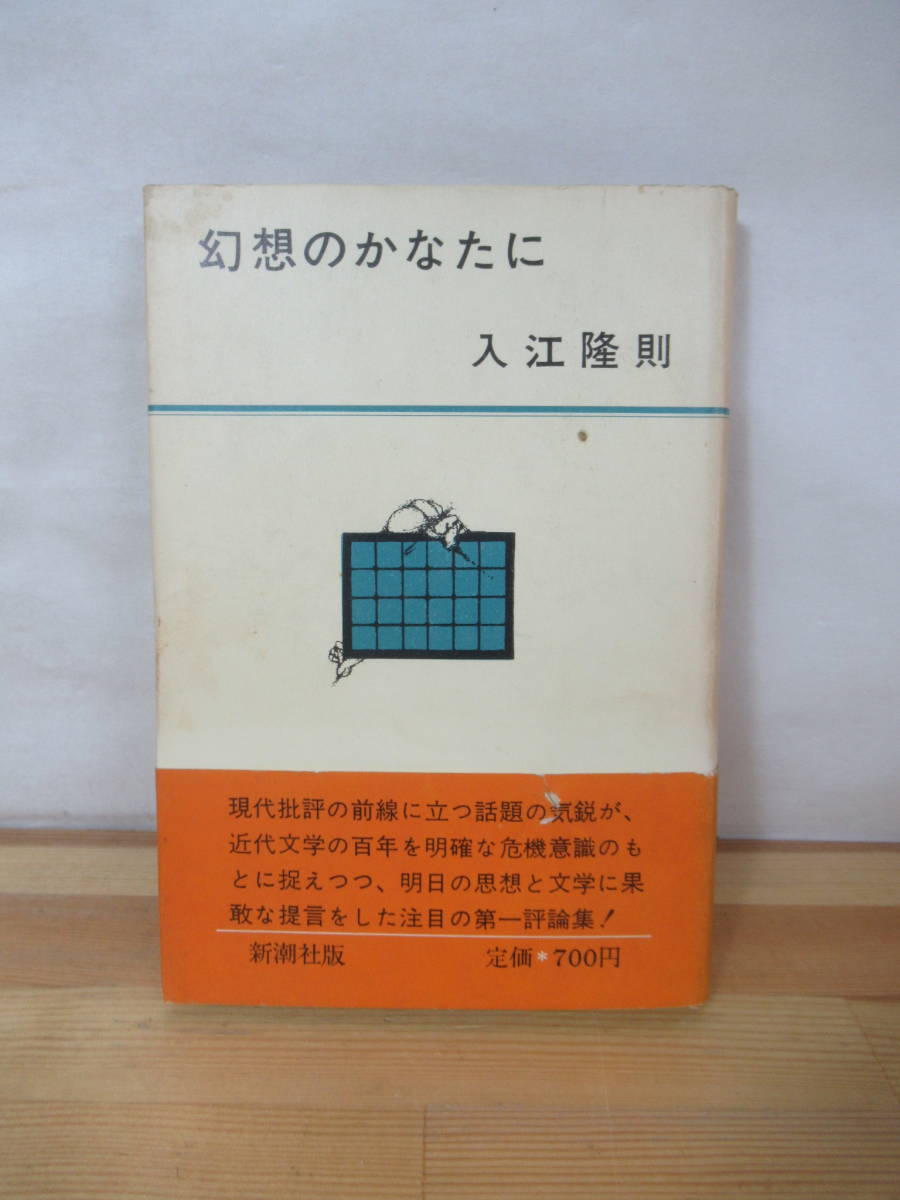 幻想のかなたに
入江隆則
現代批評の前線に立つ話題の気鋭が、
近代文学の百年を明確な危機意識のも
とに捉えつつ、明日の思想と文学に果
敢な提言をした注目の第一評論集！
新潮社版 定価*700円